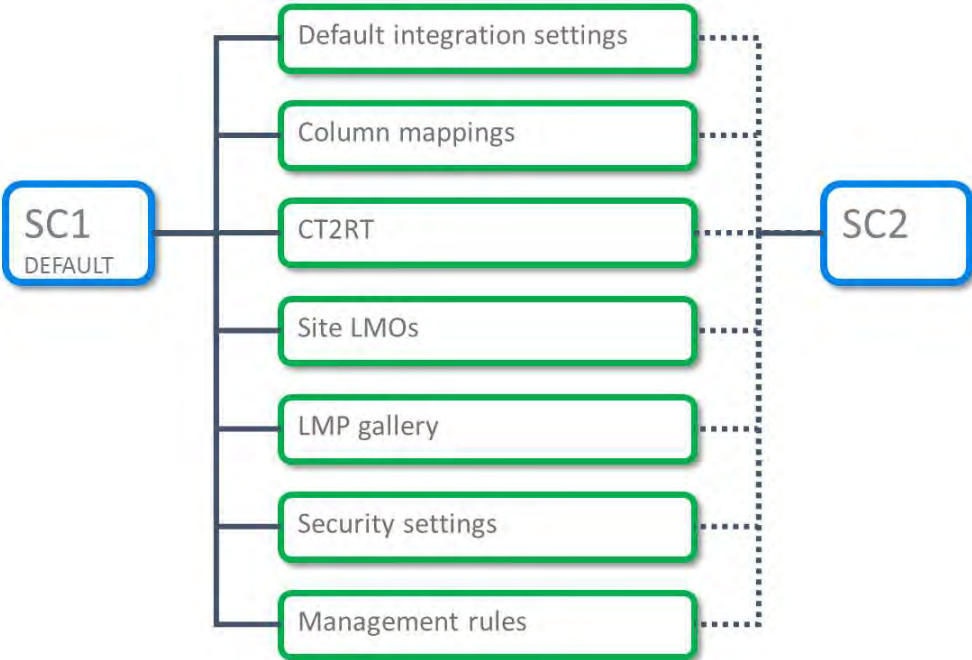 Default integration settings
Column mappings
SC1
DEFAULT
CT2RT
SC2
Site LMOs
LMP gallery
Security settings
Management rules